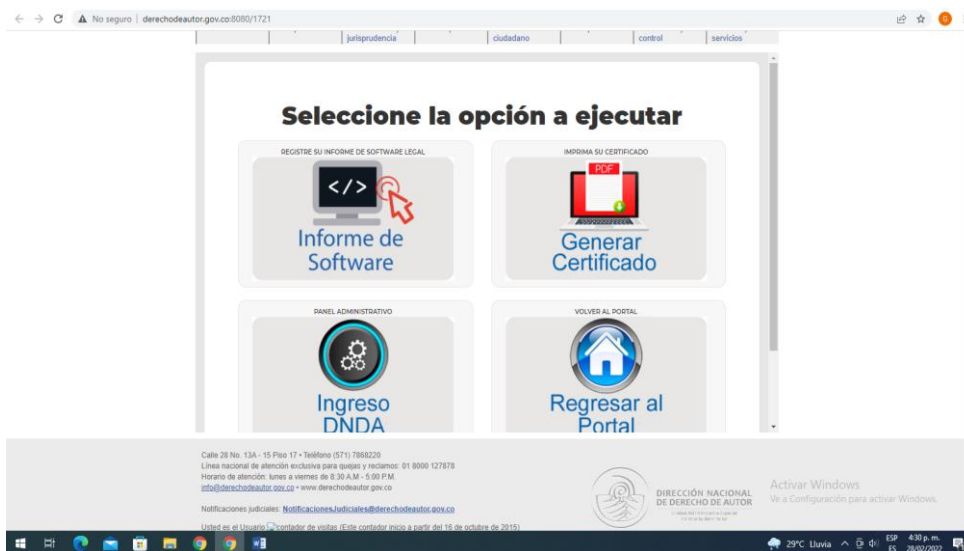 No seguro | derechodeautor.gov.co:8080/1721
jurisprudencia
ciudadano
control
servicios
Seleccione la opción a ejecutar
REGISTRE SU INFORME DE SOFTWARE LEGAL
</>
Informe de
Software
IMPRIMA SU CERTIFICADO
PDF
Generar
Certificado
PANEL ADMINISTRATIVO
Ingreso
DNDA
VOLVER AL PORTAL
Regresar al
Portal
Calle 28 No. 13A - 15 Piso 17 • Teléfono (571) 7868220
Línea nacional de atención exclusiva para quejas y reclamos: 01 8000 127878
Horario de atención: lunes a viernes de 8:30 A.M - 5:00 P.M.
info@derechodeautor.gov.co • www.derechodeautor.gov.co
Notificaciones judiciales: NotificacionesJudiciales@derechodeautor.gov.co
Usted es el Usuario: contador de visitas (Este contador inicio a partir del 16 de octubre de 2015)
DIRECCIÓN NACIONAL
DE DERECHO DE AUTOR
Activar Windows
Ve a Configuración para activar Windows.
29°C Lluvia
ESP
ES
4:30 p. m.
28/02/2022